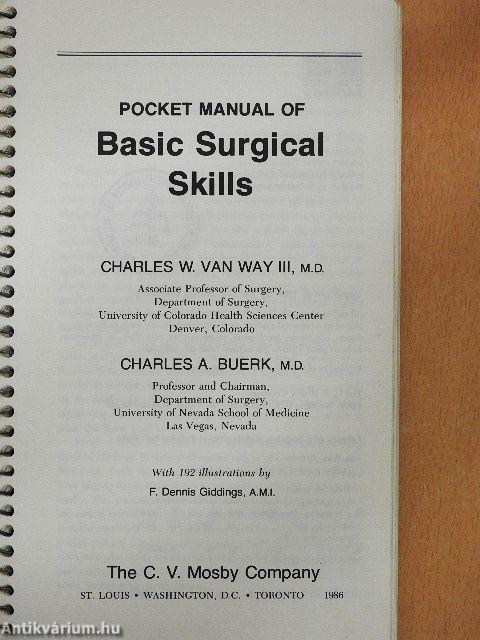 POCKET MANUAL OF
Basic Surgical
Skills
CHARLES W. VAN WAY III, M.D.
Associate Professor of Surgery,
Department of Surgery,
University of Colorado Health Sciences Center
Denver, Colorado
CHARLES A. BUERK, M.D.
Professor and Chairman,
Department of Surgery,
University of Nevada School of Medicine
Las Vegas, Nevada
With 192 illustrations by
F. Dennis Giddings, A.M.I.
The C. V. Mosby Company
ST. LOUIS • WASHINGTON, D.C. • TORONTO 1986
Antikvárium.hu